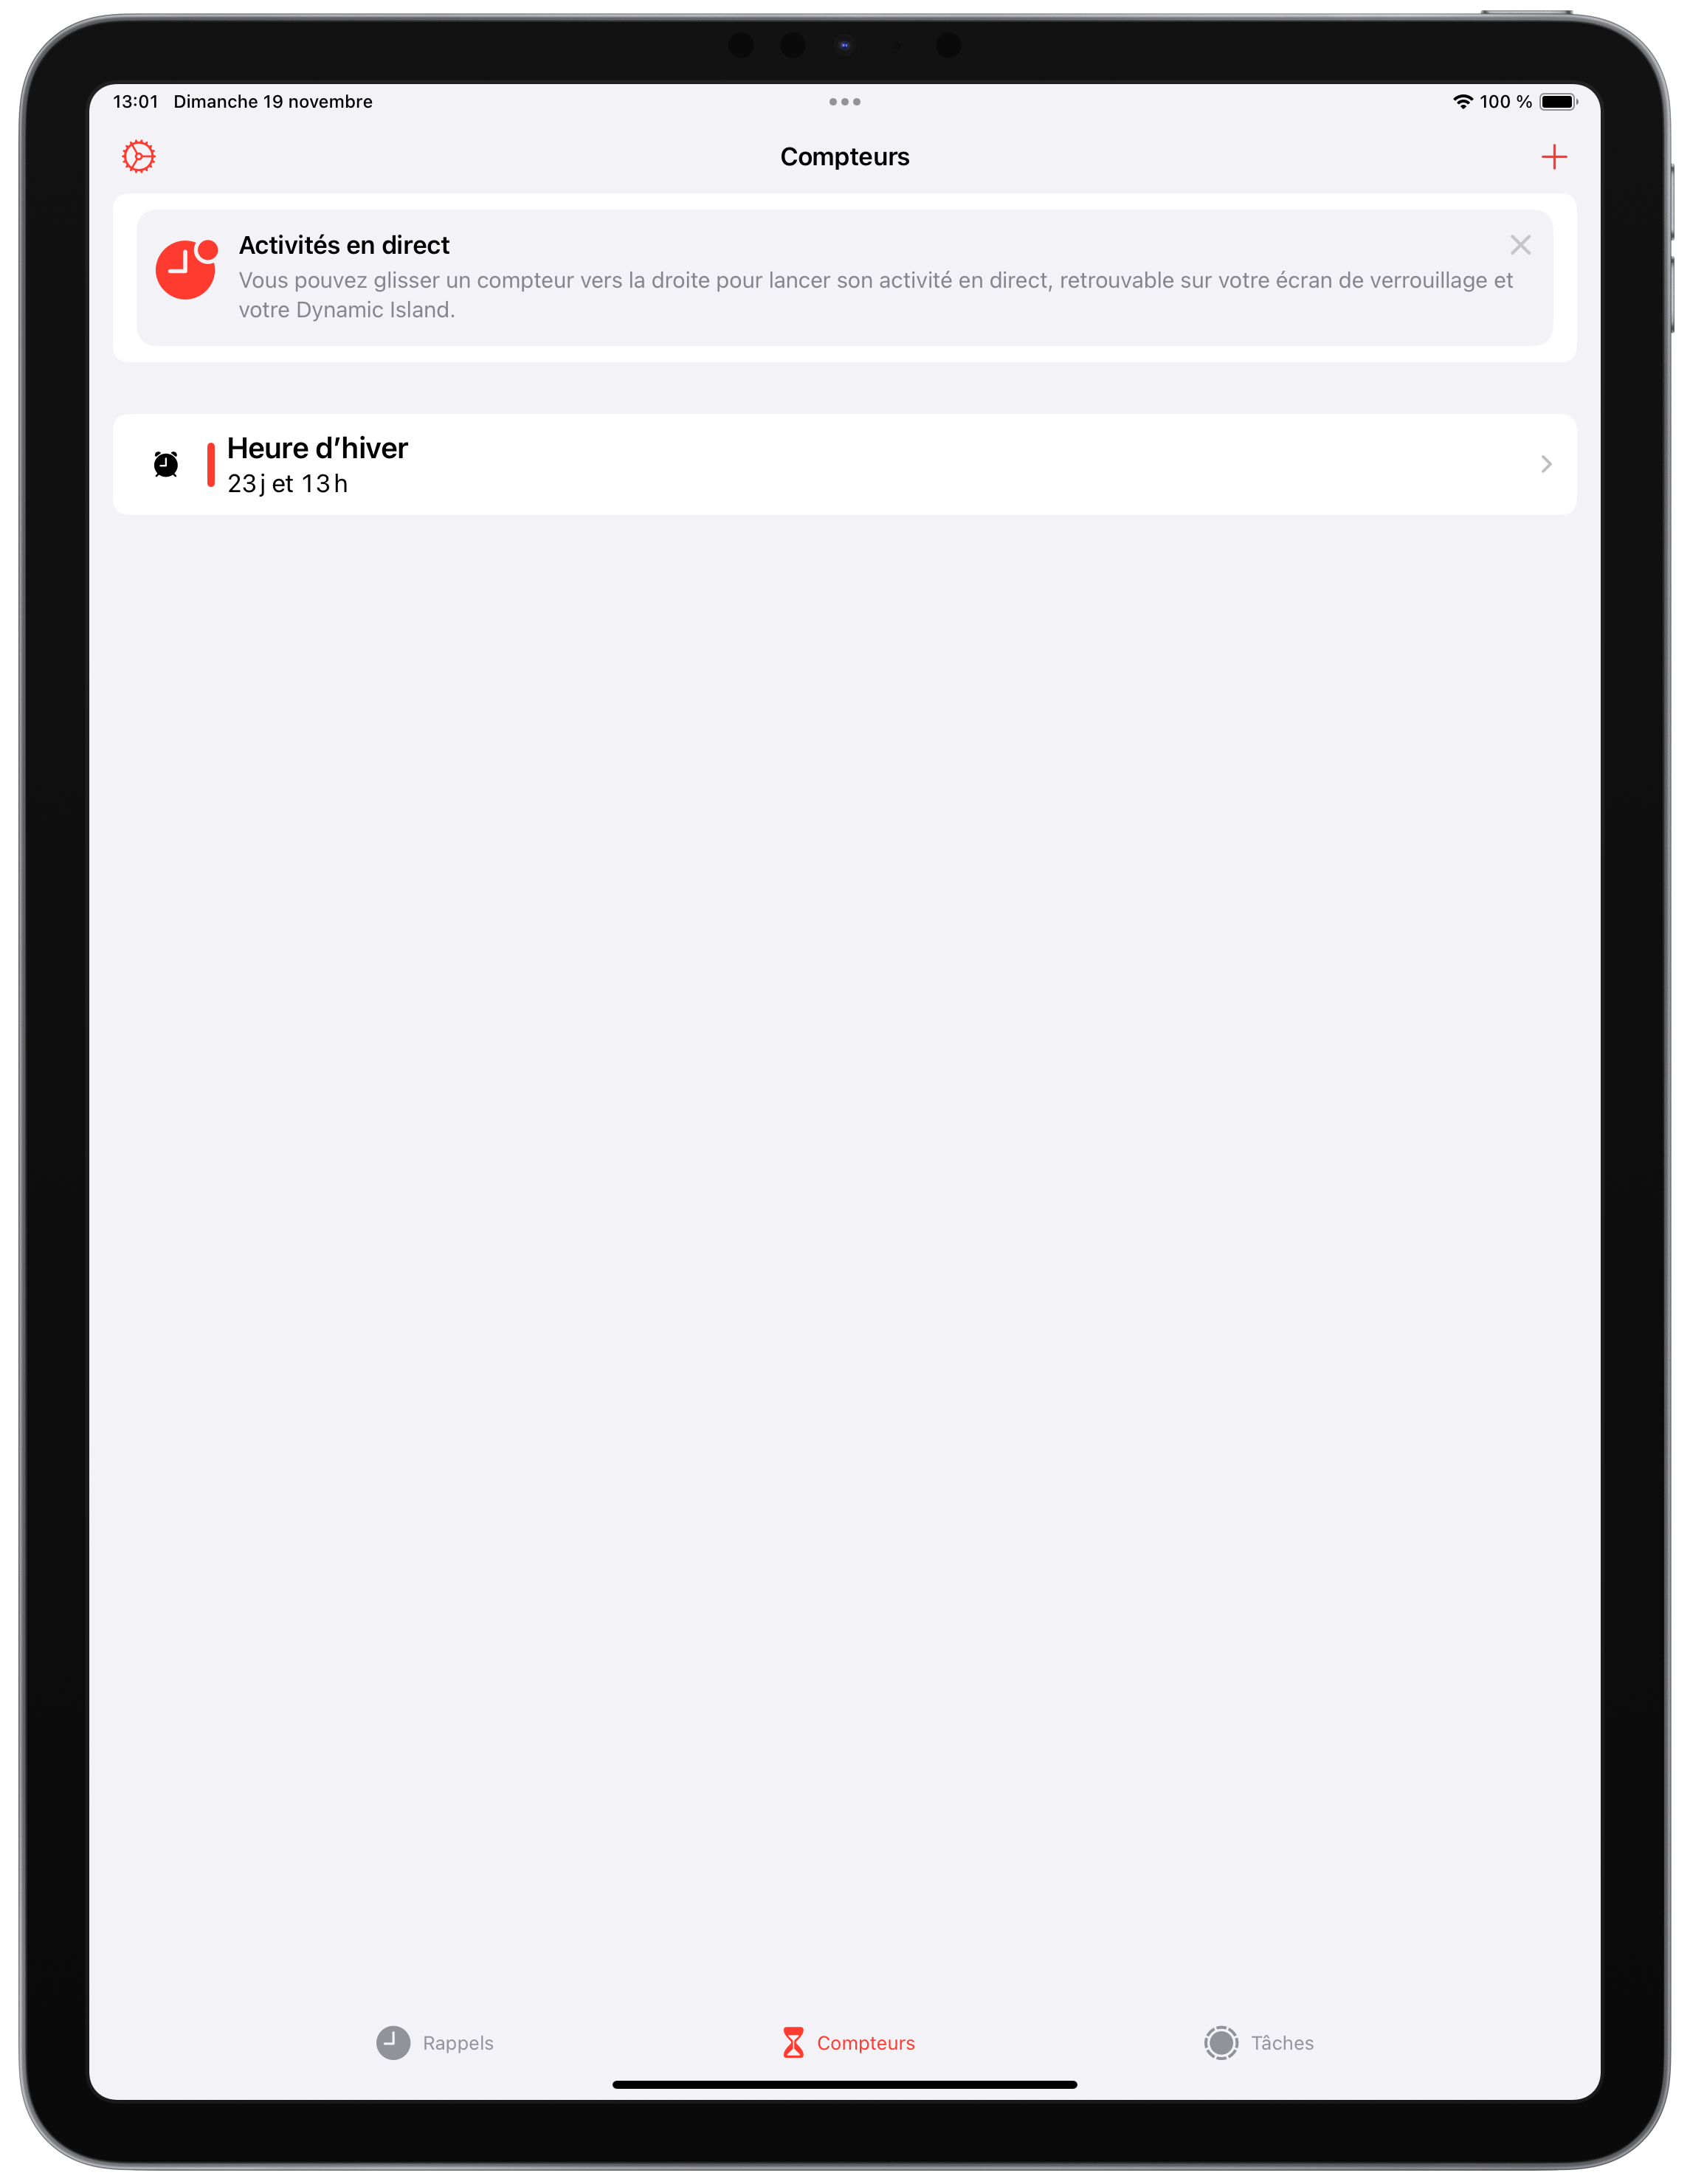 13:01 Dimanche 19 novembre
100 %
Compteurs
Activités en direct
Vous pouvez glisser un compteur vers la droite pour lancer son activité en direct, retrouvable sur votre écran de verrouillage et
votre Dynamic Island.
Heure d’hiver
23 j et 13 h
Rappels
Compteurs
Tâches